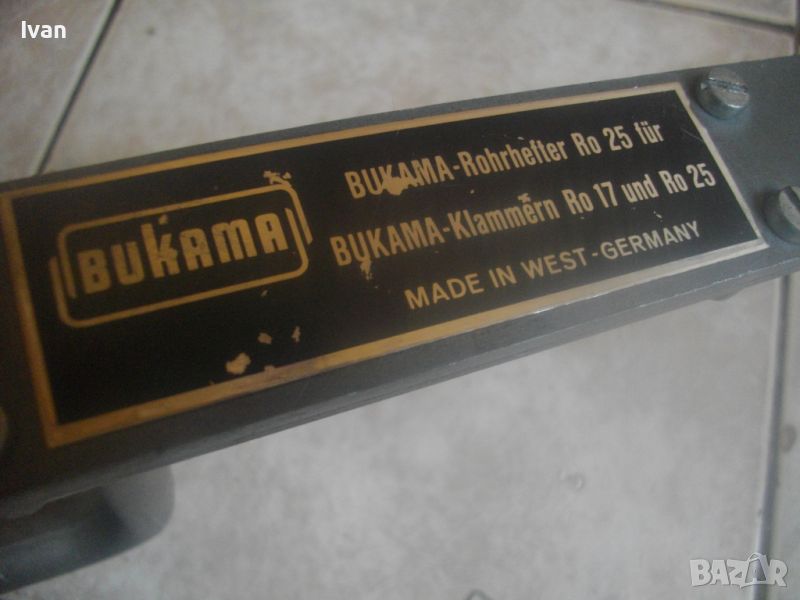 Ivan
BUKAMA
BUKAMA-Rohrhefter Ro 25 für
BUKAMA-Klammern Ro 17 und Ro 25
MADE IN WEST-GERMANY
BAZAR